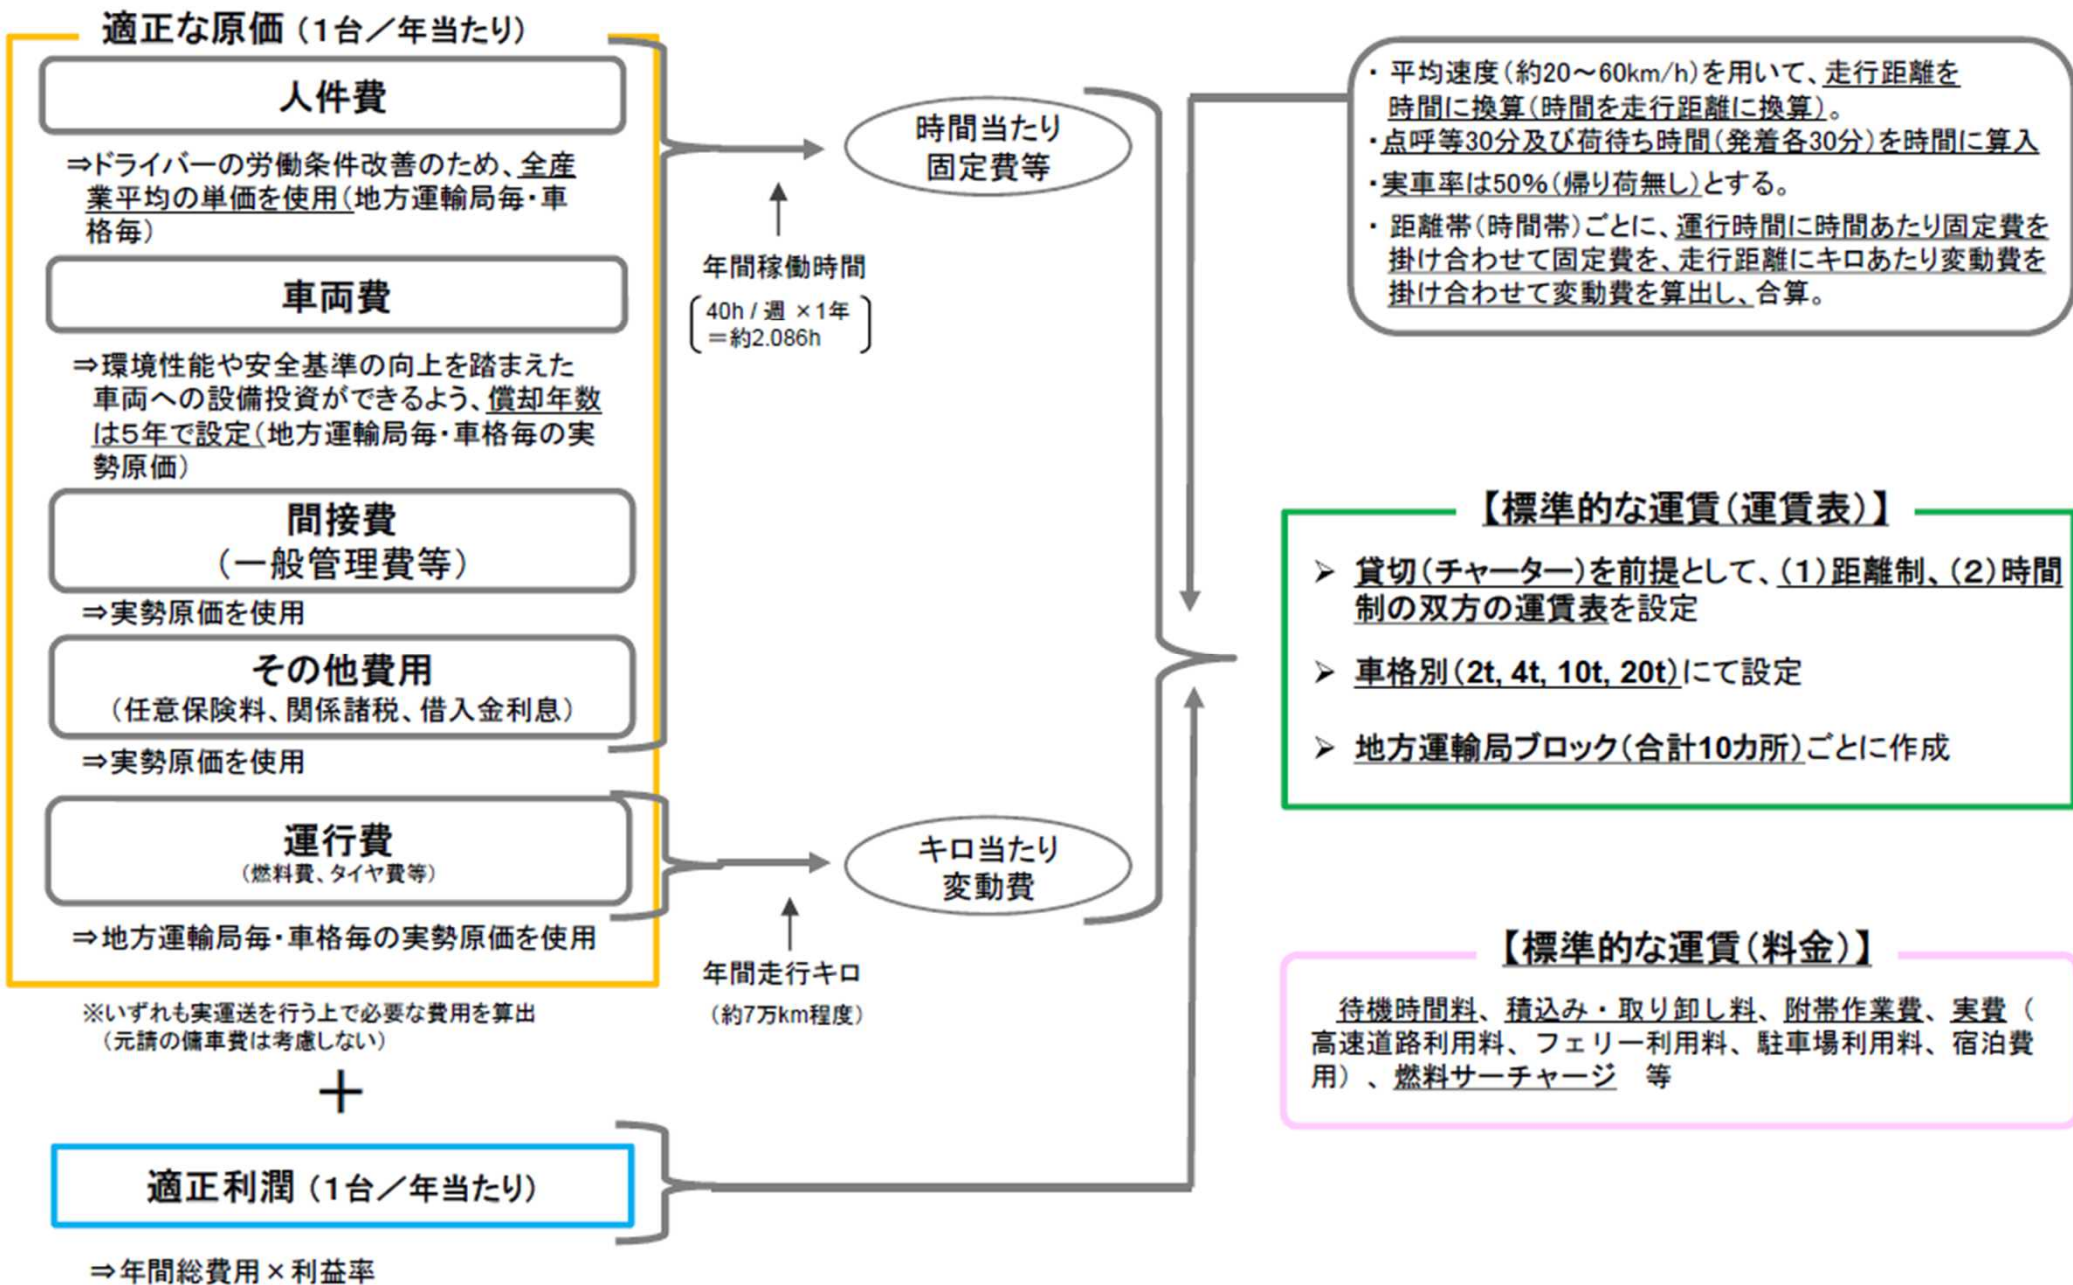 適正な原価（１台／年当たり）
人件費
⇒ドライバーの労働条件改善のため、全産
業平均の単価を使用（地方運輸局毎・車
格毎）
車両費
⇒環境性能や安全基準の向上を踏まえた
車両への設備投資ができるよう、償却年数
は５年で設定（地方運輸局毎・車格毎の実
勢原価）
間接費
（一般管理費等）
⇒実勢原価を使用
その他費用
（任意保険料、関係諸税、借入金利息）
⇒実勢原価を使用
運行費
（燃料費、タイヤ費等）
⇒地方運輸局毎・車格毎の実勢原価を使用
※いずれも実運送を行う上で必要な費用を算出
（元請の傭車費は考慮しない）
＋
適正利潤（１台／年当たり）
⇒年間総費用×利益率
時間当たり
固定費等
年間稼働時間
40h / 週 ×1年
＝約2.086h
キロ当たり
変動費
年間走行キロ
（約7万km程度）
・ 平均速度（約20～60km/h）を用いて、走行距離を
時間に換算（時間を走行距離に換算）。
・点呼等30分及び荷待ち時間（発着各30分）を時間に算入
・実車率は50%（帰り荷無し）とする。
・ 距離帯（時間帯）ごとに、運行時間に時間あたり固定費を
掛け合わせて固定費を、走行距離にキロあたり変動費を
掛け合わせて変動費を算出し、合算。
【標準的な運賃（運賃表）】
➢ 貸切（チャーター）を前提として、（１）距離制、（２）時間
制の双方の運賃表を設定
➢ 車格別（2t, 4t, 10t, 20t）にて設定
➢ 地方運輸局ブロック（合計10カ所）ごとに作成
【標準的な運賃（料金）】
待機時間料、積込み・取り卸し料、附帯作業費、実費（
高速道路利用料、フェリー利用料、駐車場利用料、宿泊費
用）、燃料サーチャージ　等